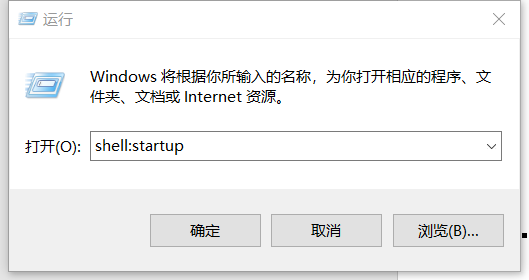 运行
Windows 将根据你所输入的名称，为你打开相应的程序、文
件夹、文档或 Internet 资源。
打开(O): shell:startup
确定 取消 浏览(B)...